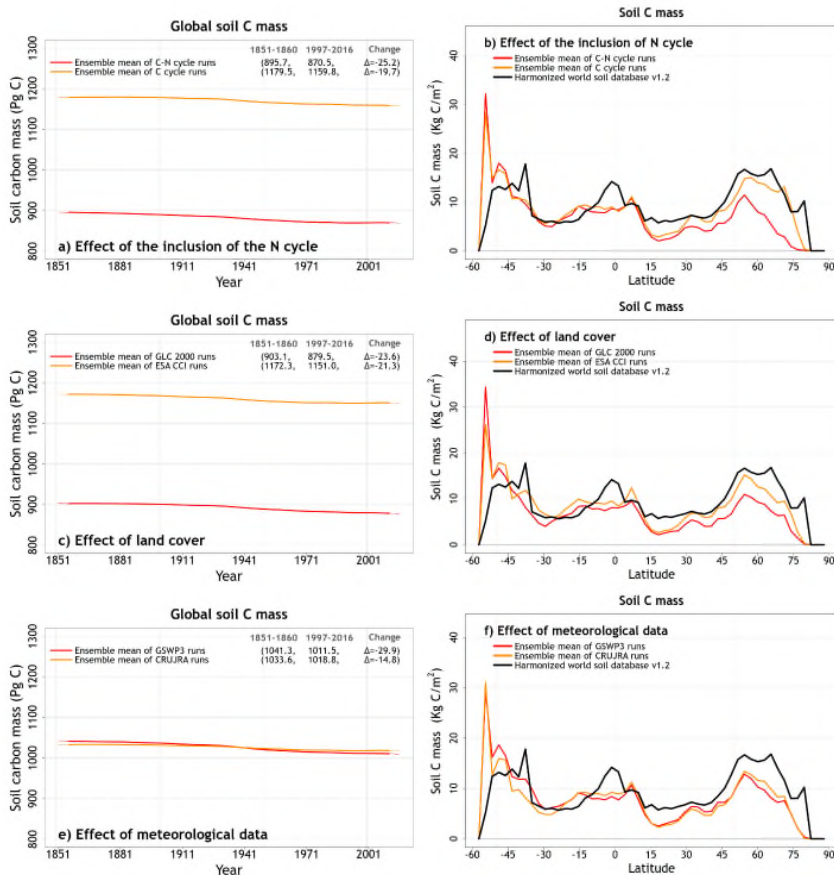 Global soil C mass
1851-1860 1997-2016 Change
Ensemble mean of C-N cycle runs (895.7, 870.5, Δ=-25.2)
Ensemble mean of C cycle runs (1179.5, 1159.8, Δ=-19.7)
Soil carbon mass (Pg C)
1300
1200
1100
1000
900
800
a) Effect of the inclusion of the N cycle
1851 1881 1911 1941 1971 2001
Year
Soil C mass
b) Effect of the inclusion of N cycle
Ensemble mean of C-N cycle runs
Ensemble mean of C cycle runs
Harmonized world soil database v1.2
Soil C mass (Kg C/m²)
40
30
20
10
0
-60 -45 -30 -15 0 15 30 45 60 75 90
Latitude
Global soil C mass
1851-1860 1997-2016 Change
Ensemble mean of GLC 2000 runs (903.1, 879.5, Δ=-23.6)
Ensemble mean of ESA CCI runs (1172.3, 1151.0, Δ=-21.3)
Soil carbon mass (Pg C)
1300
1200
1100
1000
900
800
c) Effect of land cover
1851 1881 1911 1941 1971 2001
Year
Soil C mass
d) Effect of land cover
Ensemble mean of GLC 2000 runs
Ensemble mean of ESA CCI runs
Harmonized world soil database v1.2
Soil C mass (Kg C/m²)
40
30
20
10
0
-60 -45 -30 -15 0 15 30 45 60 75 90
Latitude
Global soil C mass
1851-1860 1997-2016 Change
Ensemble mean of GSWP3 runs (1041.3, 1011.5, Δ=-29.9)
Ensemble mean of CRUJRA runs (1033.6, 1018.8, Δ=-14.8)
Soil carbon mass (Pg C)
1300
1200
1100
1000
900
800
e) Effect of meteorological data
1851 1881 1911 1941 1971 2001
Year
Soil C mass
f) Effect of meteorological data
Ensemble mean of GSWP3 runs
Ensemble mean of CRUJRA runs
Harmonized world soil database v1.2
Soil C mass (Kg C/m²)
40
30
20
10
0
-60 -45 -30 -15 0 15 30 45 60 75 90
Latitude